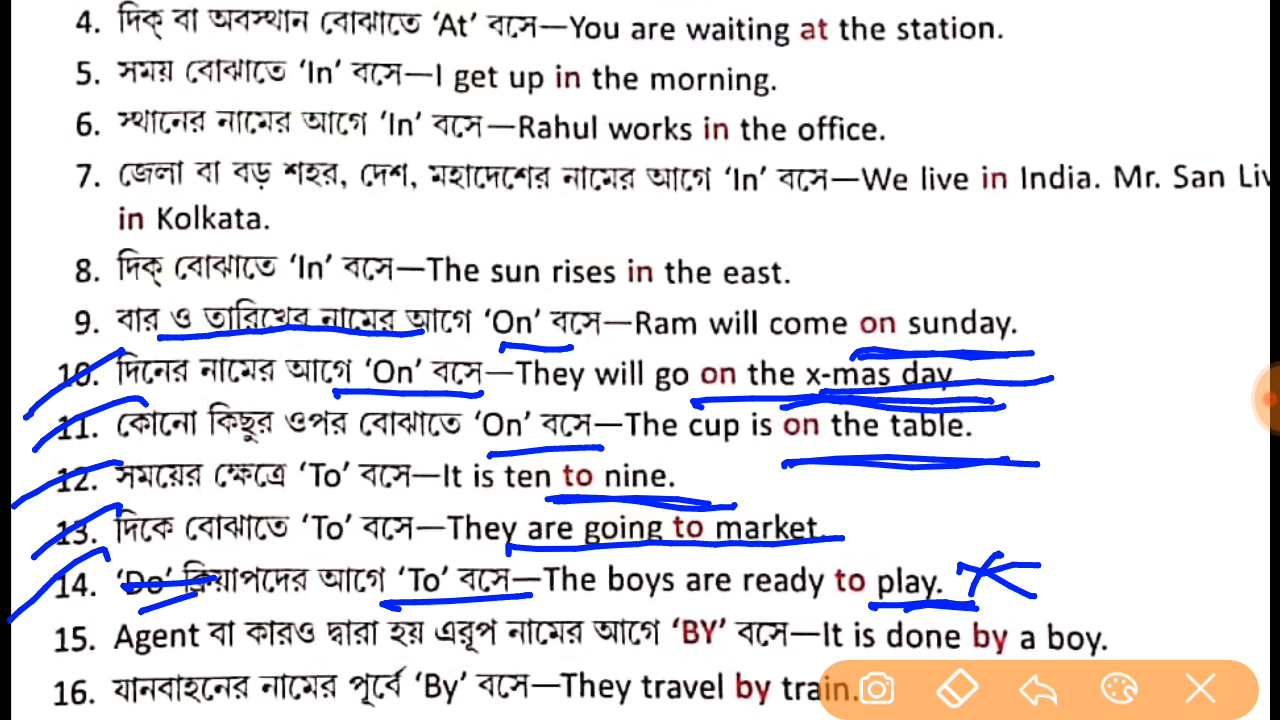 4. দিক্ বা অবস্থান বোঝাতে ‘At’ বসে—You are waiting at the station.
5. সময় বোঝাতে ‘In’ বসে—I get up in the morning.
6. স্থানের নামের আগে ‘In’ বসে—Rahul works in the office.
7. জেলা বা বড় শহর, দেশ, মহাদেশের নামের আগে ‘In’ বসে—We live in India. Mr. San Liv
in Kolkata.
8. দিক্ বোঝাতে ‘In’ বসে—The sun rises in the east.
9. বার ও তারিখের নামের আগে ‘On’ বসে—Ram will come on sunday.
10. দিনের নামের আগে ‘On’ বসে—They will go on the x-mas day
11. কোনো কিছুর ওপর বোঝাতে ‘On’ বসে—The cup is on the table.
12. সময়ের ক্ষেত্রে ‘To’ বসে—It is ten to nine.
13. দিকে বোঝাতে ‘To’ বসে—They are going to market.
14. ‘Do’ ক্রিয়াপদের আগে ‘To’ বসে—The boys are ready to play.
15. Agent বা কারও দ্বারা হয় এরূপ নামের আগে ‘BY’ বসে—It is done by a boy.
16. যানবাহনের নামের পূর্বে ‘By’ বসে—They travel by train.